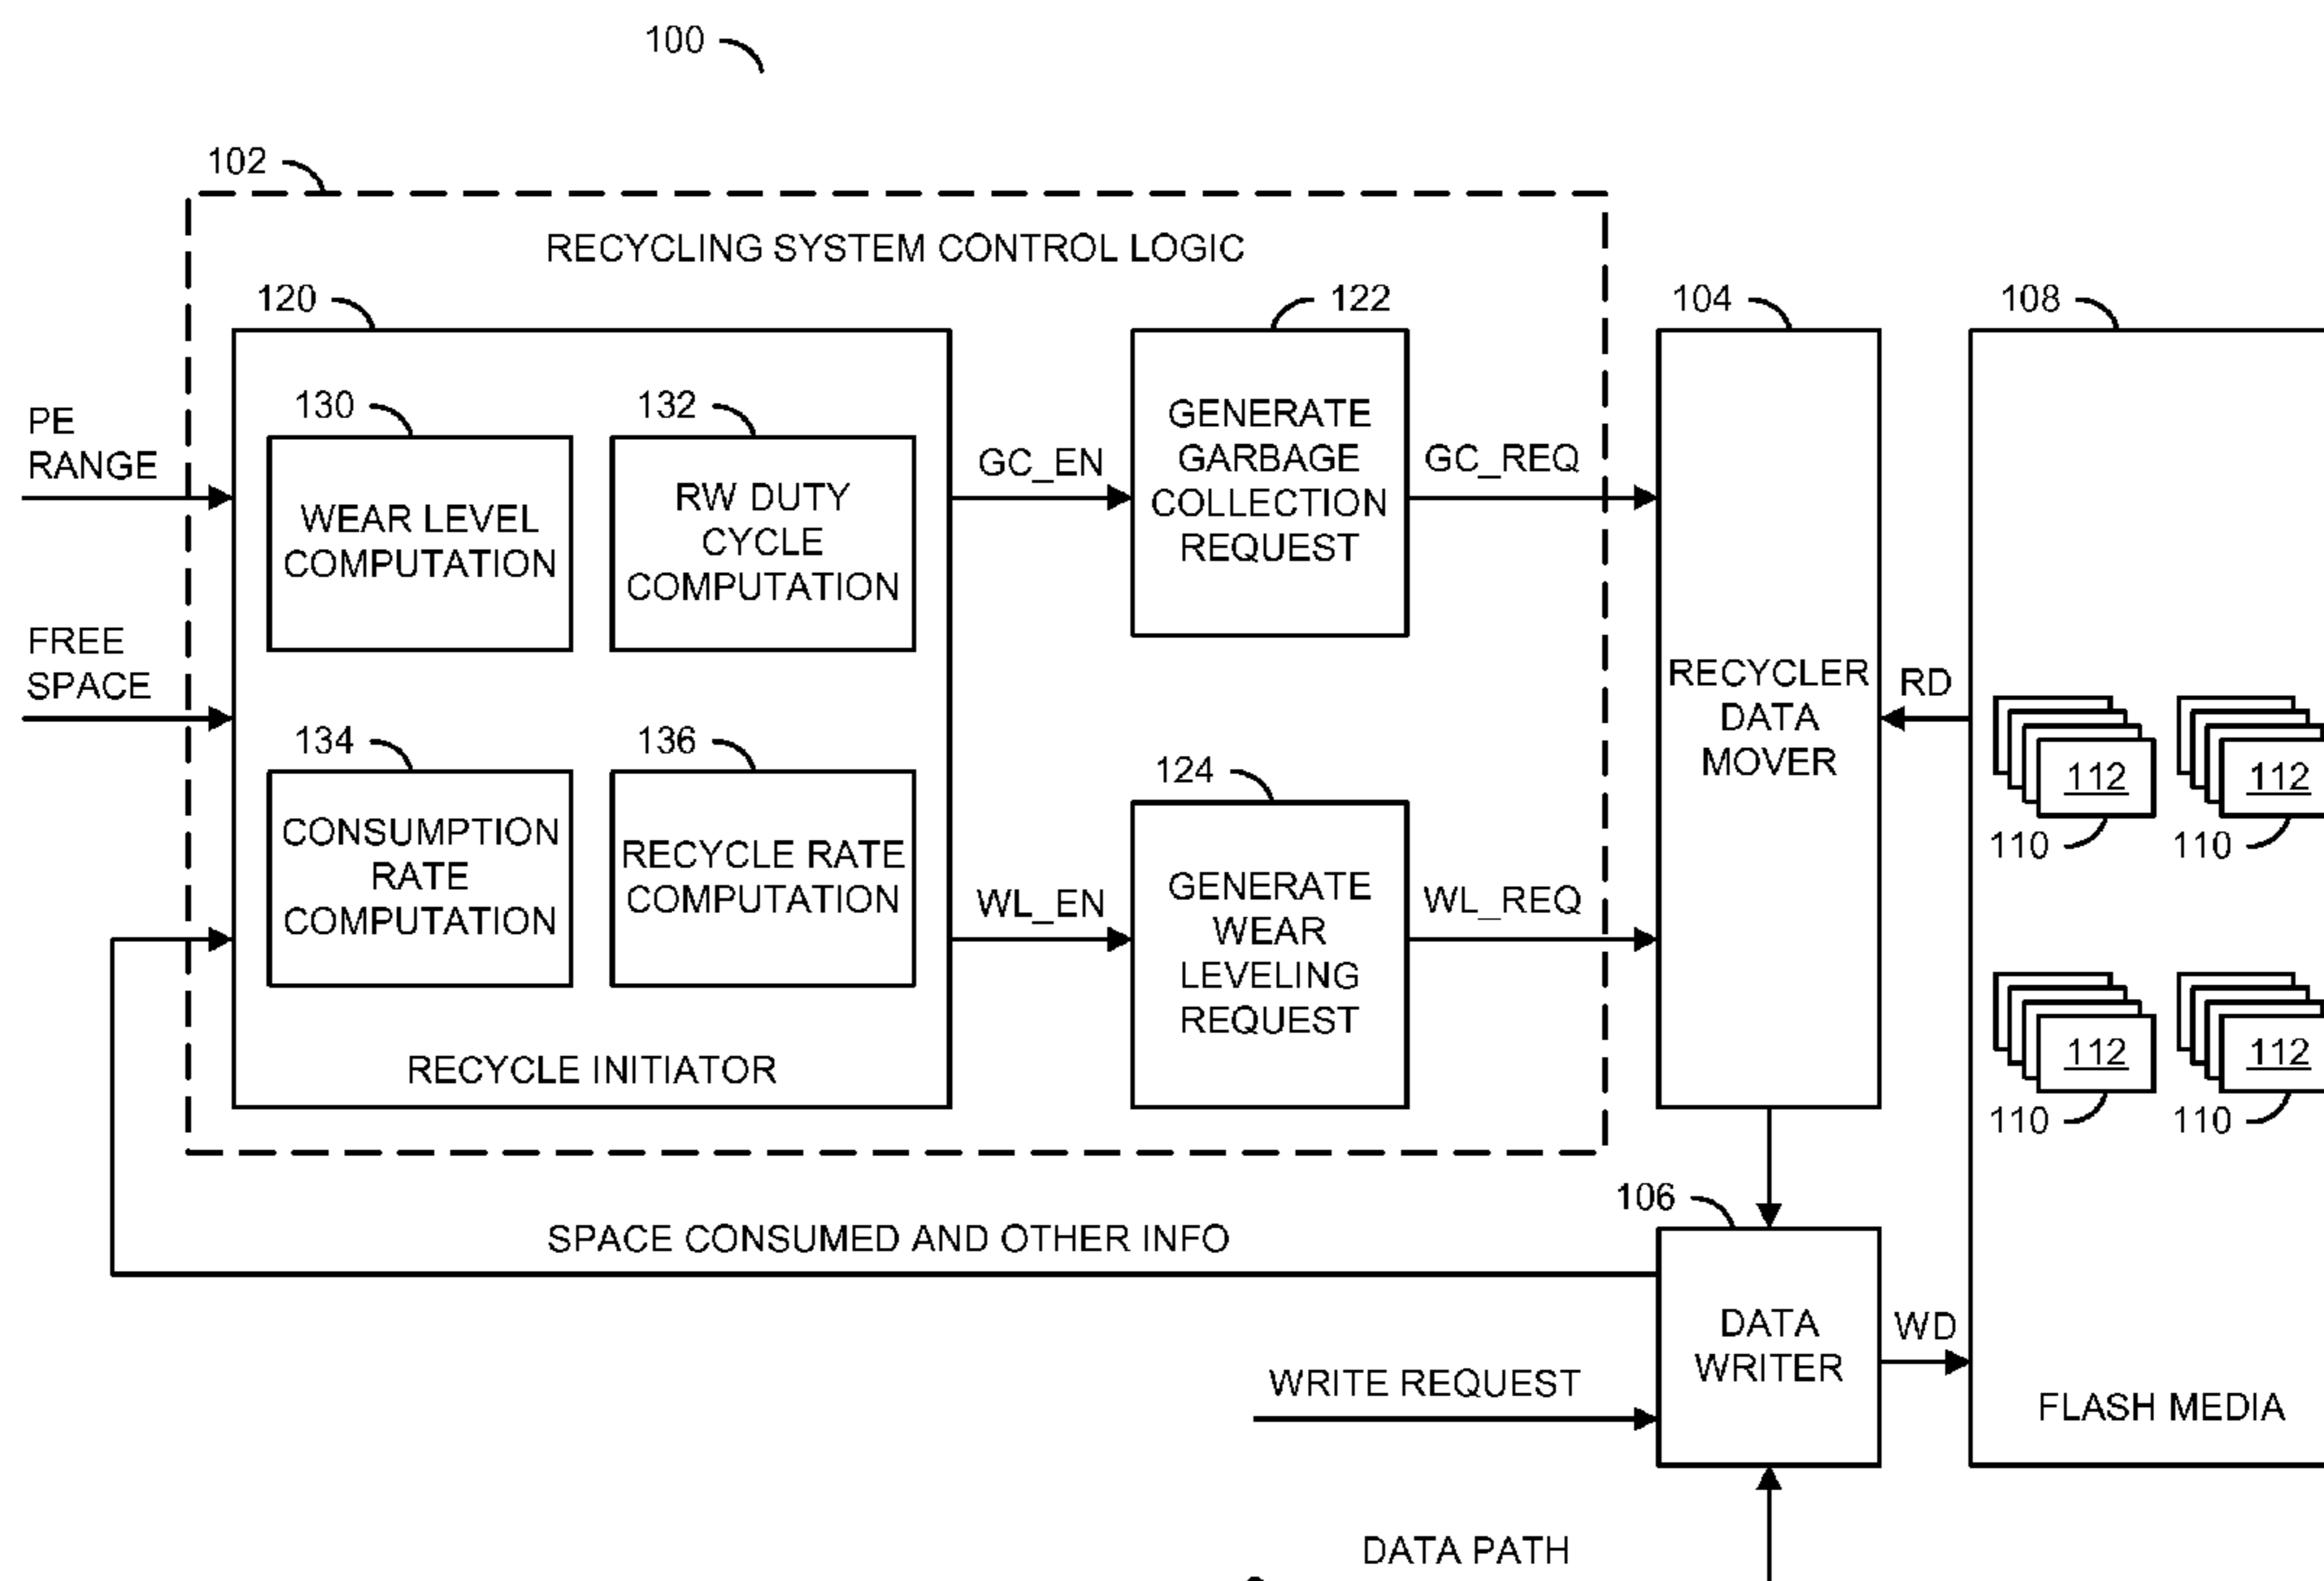 100
102
RECYCLING SYSTEM CONTROL LOGIC
120
122
104
108
PE
RANGE
130
132
WEAR LEVEL
COMPUTATION
RW DUTY
CYCLE
COMPUTATION
GC_EN
GENERATE
GARBAGE
COLLECTION
REQUEST
GC_REQ
FREE
SPACE
RECYCLER
DATA
MOVER
RD
134
136
124
CONSUMPTION
RATE
COMPUTATION
RECYCLE RATE
COMPUTATION
WL_EN
GENERATE
WEAR
LEVELING
REQUEST
WL_REQ
112
112
110
110
112
112
110
110
RECYCLE INITIATOR
106
SPACE CONSUMED AND OTHER INFO
DATA
WRITER
WD
WRITE REQUEST
FLASH MEDIA
DATA PATH